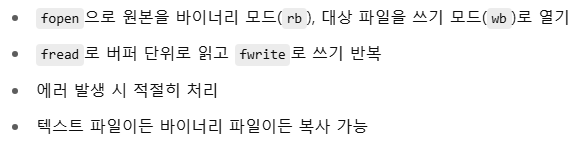 fopen으로 원본을 바이너리 모드(rb), 대상 파일을 쓰기 모드(wb)로 열기
fread로 버퍼 단위로 읽고 fwrite로 쓰기 반복
에러 발생 시 적절히 처리
텍스트 파일이든 바이너리 파일이든 복사 가능